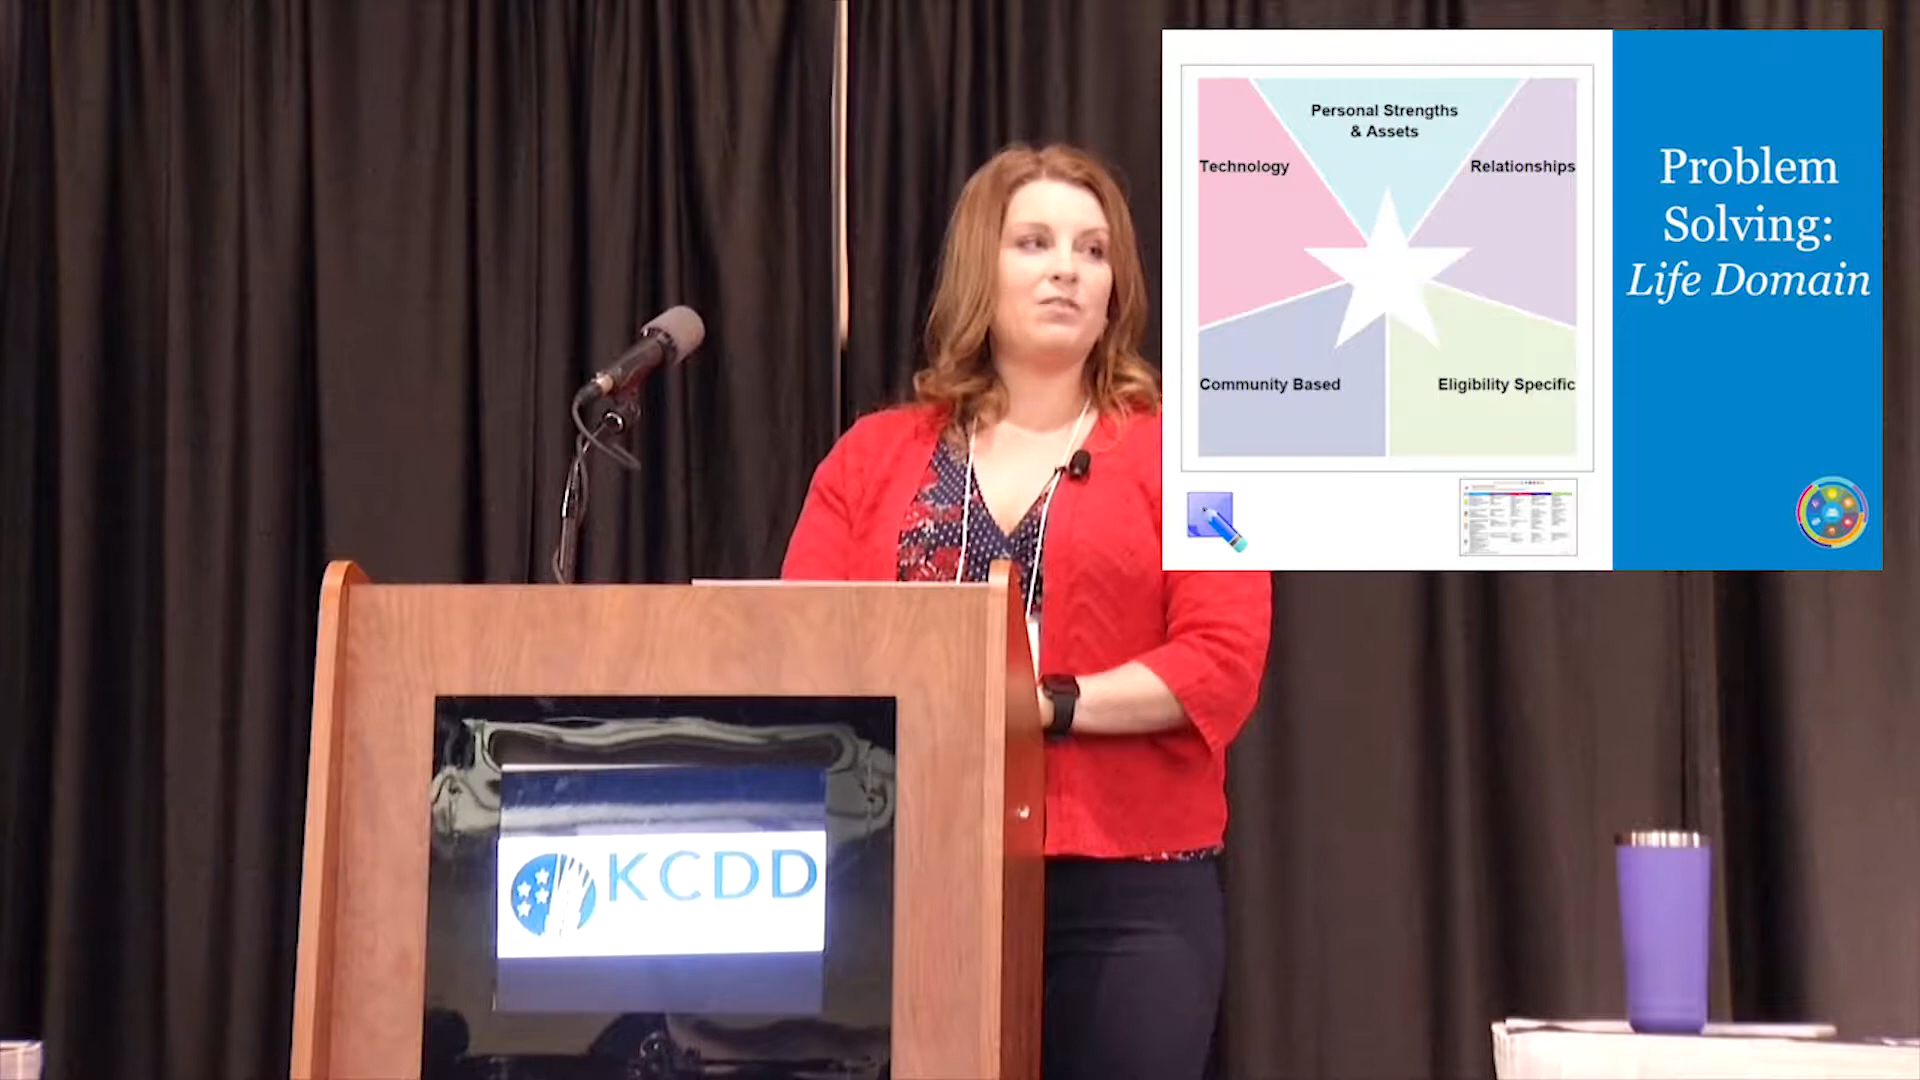 Personal Strengths
& Assets
Technology
Relationships
Community Based
Eligibility Specific
Problem
Solving:
Life Domain
KCDD